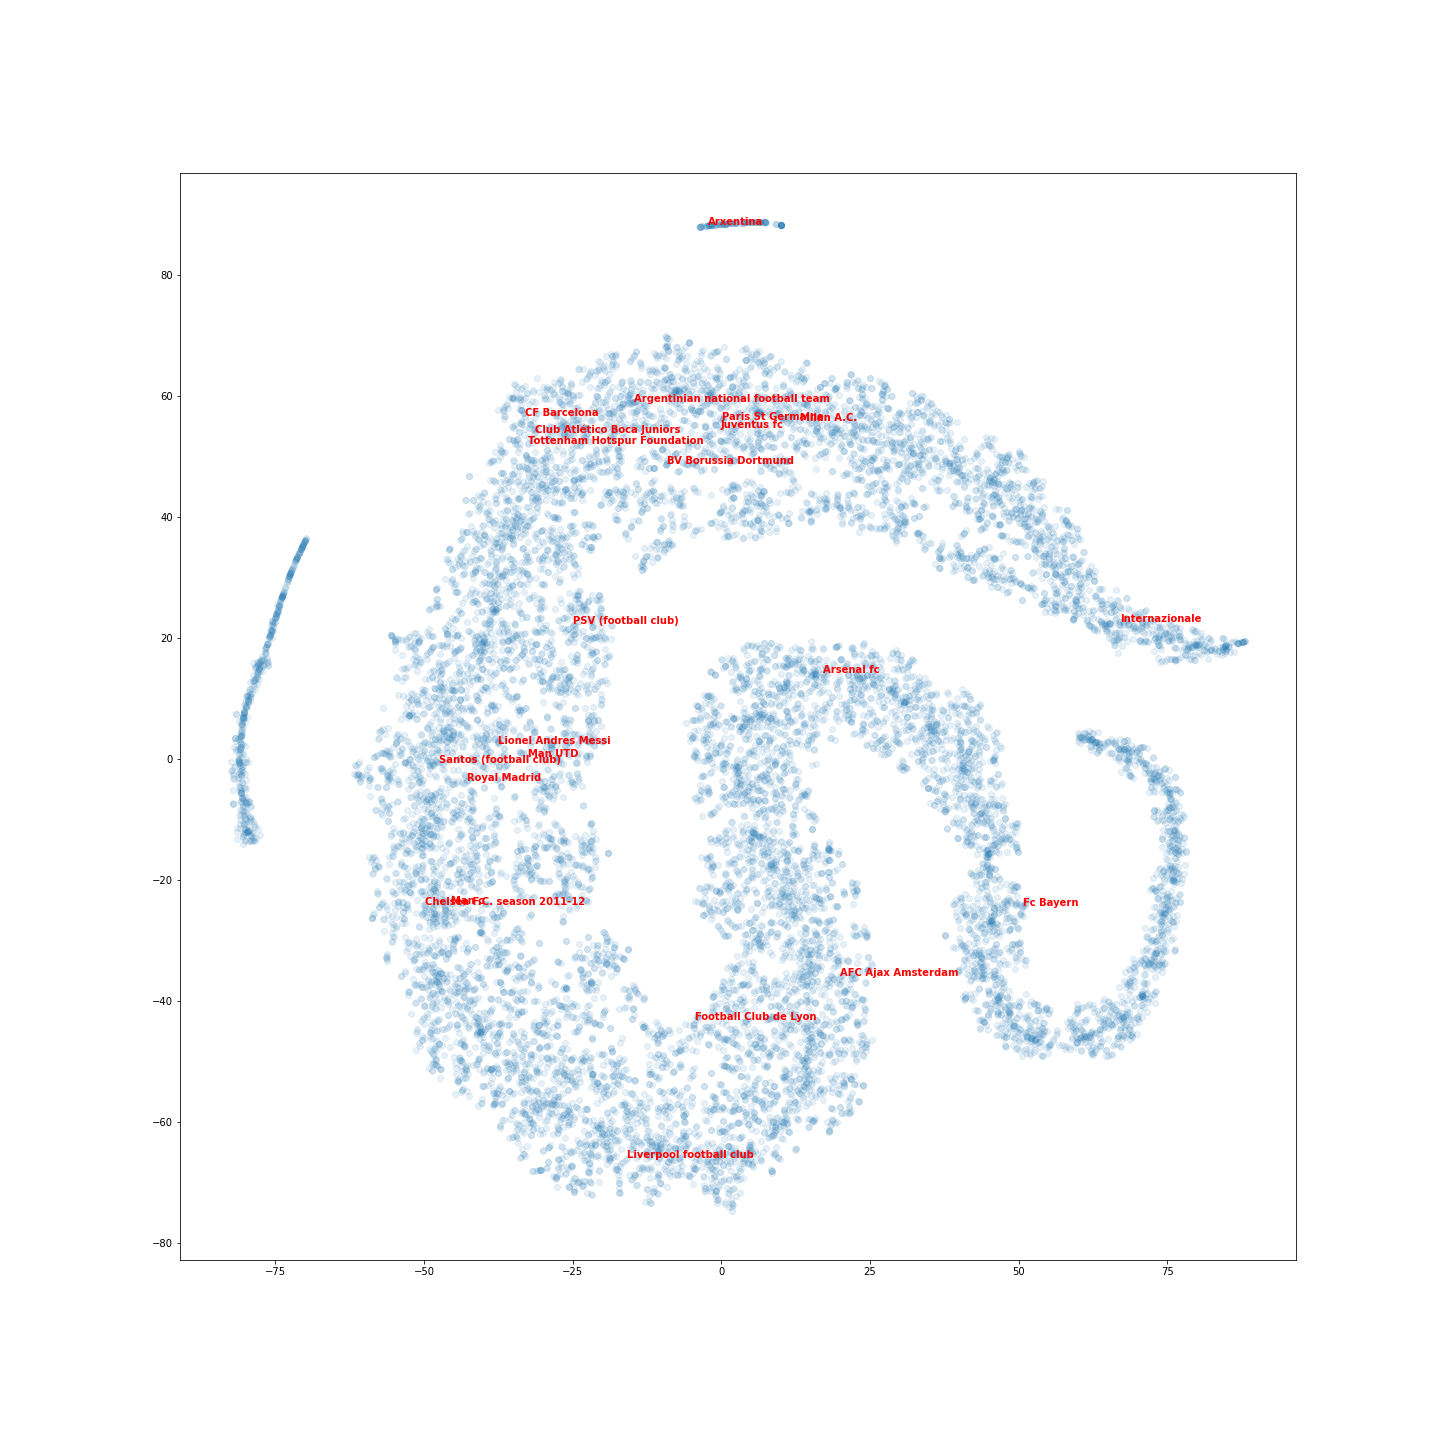 Arxentina
80
60
Argentinian national football team
CF Barcelona
Paris St Germains
Milan A.C.
Juventus fc
Club Atlético Boca Juniors
Tottenham Hotspur Foundation
BV Borussia Dortmund
40
20
PSV (football club)
Internazionale
Arsenal fc
Lionel Andres Messi
Man UTD
0
Santos (football club)
Royal Madrid
−20
Chelsea F.C. season 2011–12
Fc Bayern
AFC Ajax Amsterdam
−40
Football Club de Lyon
−60
Liverpool football club
−80
−75 −50 −25 0 25 50 75